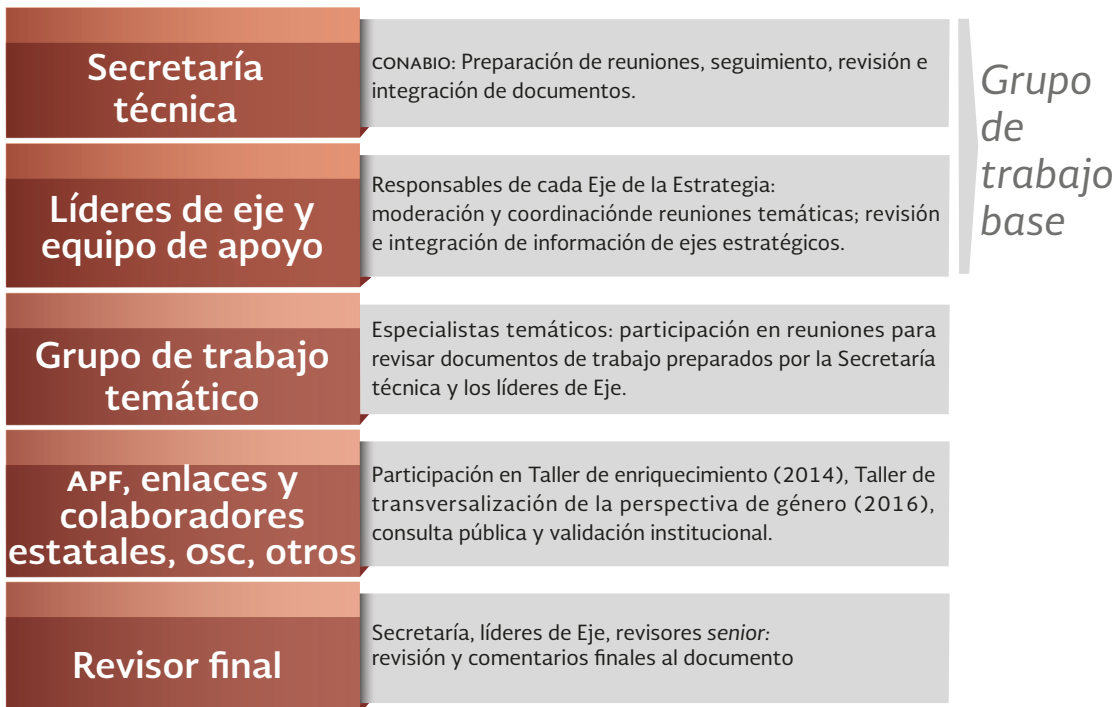 Secretaría
técnica
CONABIO: Preparación de reuniones, seguimiento, revisión e
integración de documentos.
Grupo
de
trabajo
base
Líderes de eje y
equipo de apoyo
Responsables de cada Eje de la Estrategia:
moderación y coordinaciónde reuniones temáticas; revisión
e integración de información de ejes estratégicos.
Grupo de trabajo
temático
Especialistas temáticos: participación en reuniones para
revisar documentos de trabajo preparados por la Secretaría
técnica y los líderes de Eje.
APF, enlaces y
colaboradores
estatales, OSC, otros
Participación en Taller de enriquecimiento (2014), Taller de
transversalización de la perspectiva de género (2016),
consulta pública y validación institucional.
Revisor final
Secretaría, líderes de Eje, revisores senior:
revisión y comentarios finales al documento